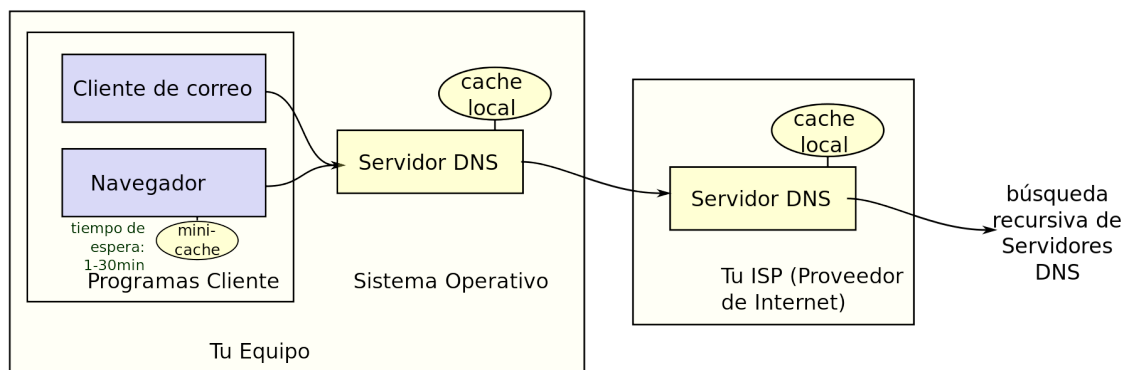 Cliente de correo
Navegador
tiempo de
espera:
1-30min
mini-
cache
Programas Cliente
cache
local
Servidor DNS
Sistema Operativo
Tu Equipo
cache
local
Servidor DNS
Tu ISP (Proveedor
de Internet)
búsqueda
recursiva de
Servidores
DNS